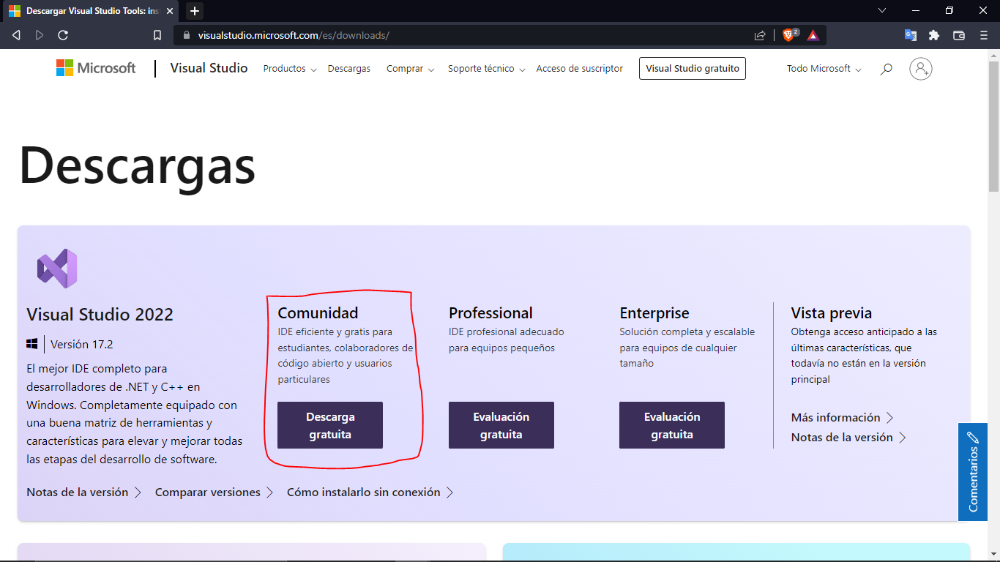 Descargar Visual Studio Tools: ins
visualstudio.microsoft.com/es/downloads/
2
Microsoft
Visual Studio
Productos
Descargas
Comprar
Soporte técnico
Acceso de suscriptor
Visual Studio gratuito
Todo Microsoft
Descargas
Visual Studio 2022
Versión 17.2
El mejor IDE completo para
desarrolladores de .NET y C++ en
Windows. Completamente equipado con
una buena matriz de herramientas y
características para elevar y mejorar todas
las etapas del desarrollo de software.
Comunidad
IDE eficiente y gratis para
estudiantes, colaboradores de
código abierto y usuarios
particulares
Descarga
gratuita
Professional
IDE profesional adecuado
para equipos pequeños
Evaluación
gratuita
Enterprise
Solución completa y escalable
para equipos de cualquier
tamaño
Evaluación
gratuita
Vista previa
Obtenga acceso anticipado a las
últimas características, que
todavía no están en la versión
principal
Más información
Notas de la versión
Notas de la versión
Comparar versiones
Cómo instalarlo sin conexión
Comentarios